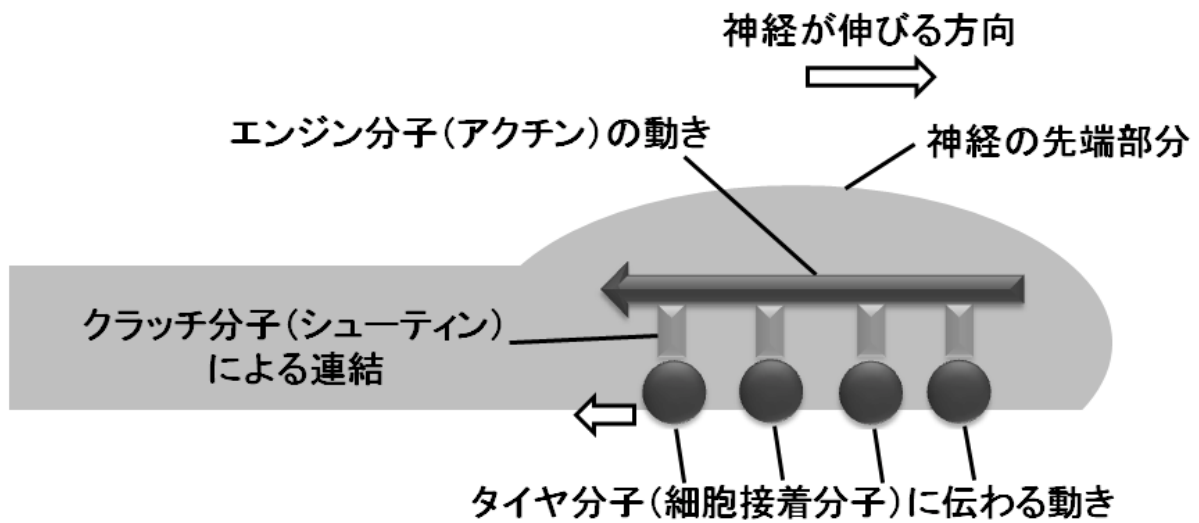 神経が伸びる方向
エンジン分子(アクチン)の動き
神経の先端部分
クラッチ分子(シューティン)
による連結
タイヤ分子(細胞接着分子)に伝わる動き